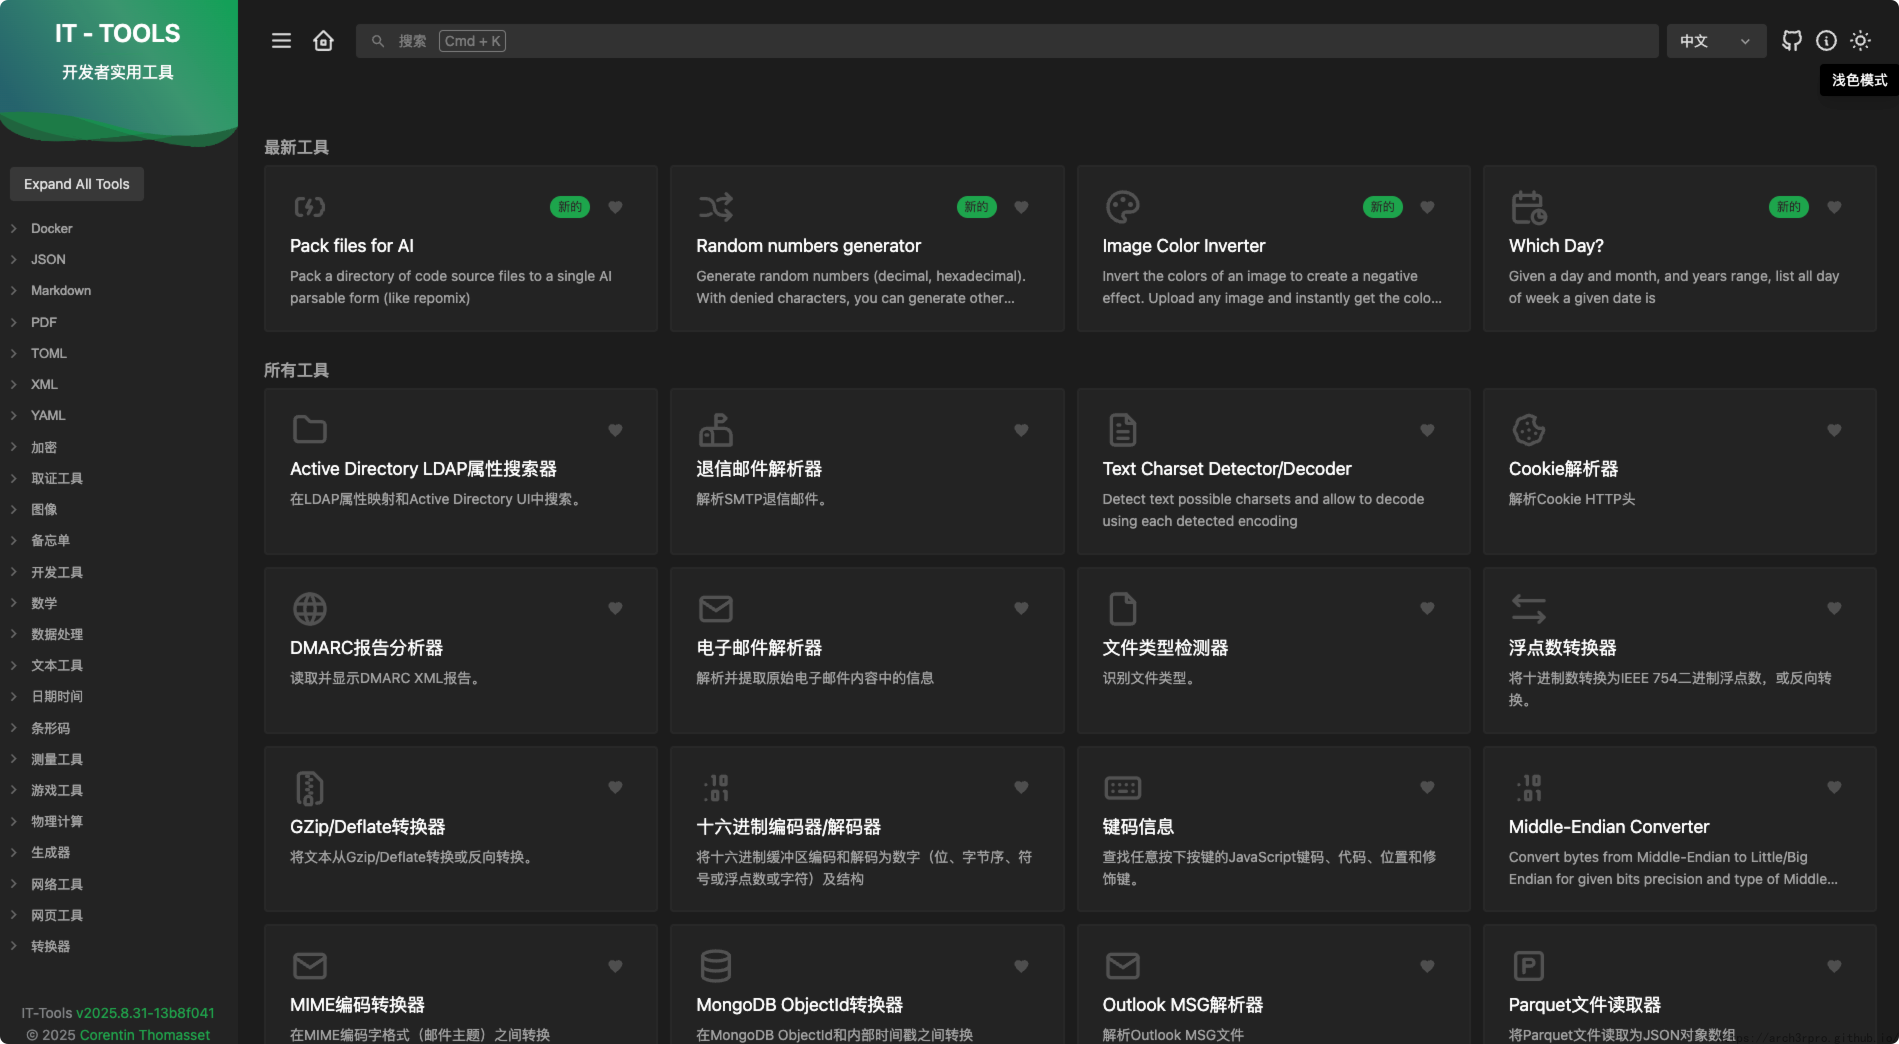 IT - TOOLS
开发者实用工具
Expand All Tools
Docker
JSON
Markdown
PDF
TOML
XML
YAML
加密
取证工具
图像
备忘单
开发工具
数学
数据处理
文本工具
日期时间
条形码
测量工具
游戏工具
物理计算
生成器
网络工具
网页工具
转换器
IT-Tools v2025.8.31-13b8f041
© 2025 Corentin Thomasset
搜索 Cmd + K
中文
浅色模式
最新工具
新的
Pack files for AI
Pack a directory of code source files to a single AI
parsable form (like repomix)
新的
Random numbers generator
Generate random numbers (decimal, hexadecimal).
With denied characters, you can generate other...
新的
Image Color Inverter
Invert the colors of an image to create a negative
effect. Upload any image and instantly get the colo...
新的
Which Day?
Given a day and month, and years range, list all day
of week a given date is
所有工具
Active Directory LDAP属性搜索器
在LDAP属性映射和Active Directory UI中搜索。
退信邮件解析器
解析SMTP退信邮件。
Text Charset Detector/Decoder
Detect text possible charsets and allow to decode
using each detected encoding
Cookie解析器
解析Cookie HTTP头
DMARC报告分析器
读取并显示DMARC XML报告。
电子邮件解析器
解析并提取原始电子邮件内容中的信息
文件类型检测器
识别文件类型。
浮点数转换器
将十进制数转换为IEEE 754二进制浮点数，或反向转
换。
GZip/Deflate转换器
将文本从Gzip/Deflate转换或反向转换。
十六进制编码器/解码器
将十六进制缓冲区编码和解码为数字（位、字节序、符
号或浮点数或字符）及结构
键码信息
查找任意按下按键的JavaScript键码、代码、位置和修
饰键。
Middle-Endian Converter
Convert bytes from Middle-Endian to Little/Big
Endian for given bits precision and type of Middle...
MIME编码转换器
在MIME编码字格式（邮件主题）之间转换
MongoDB ObjectId转换器
在MongoDB ObjectId和内部时间戳之间转换
Outlook MSG解析器
解析Outlook MSG文件
Parquet文件读取器
将Parquet文件读取为JSON对象数组